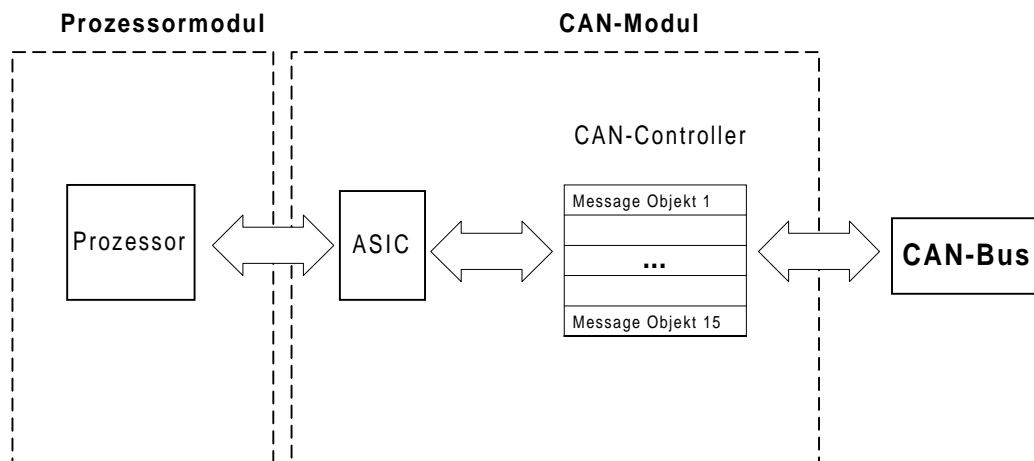 Prozessormodul
CAN-Modul
CAN-Controller
Prozessor
ASIC
Message Objekt 1
...
Message Objekt 15
CAN-Bus